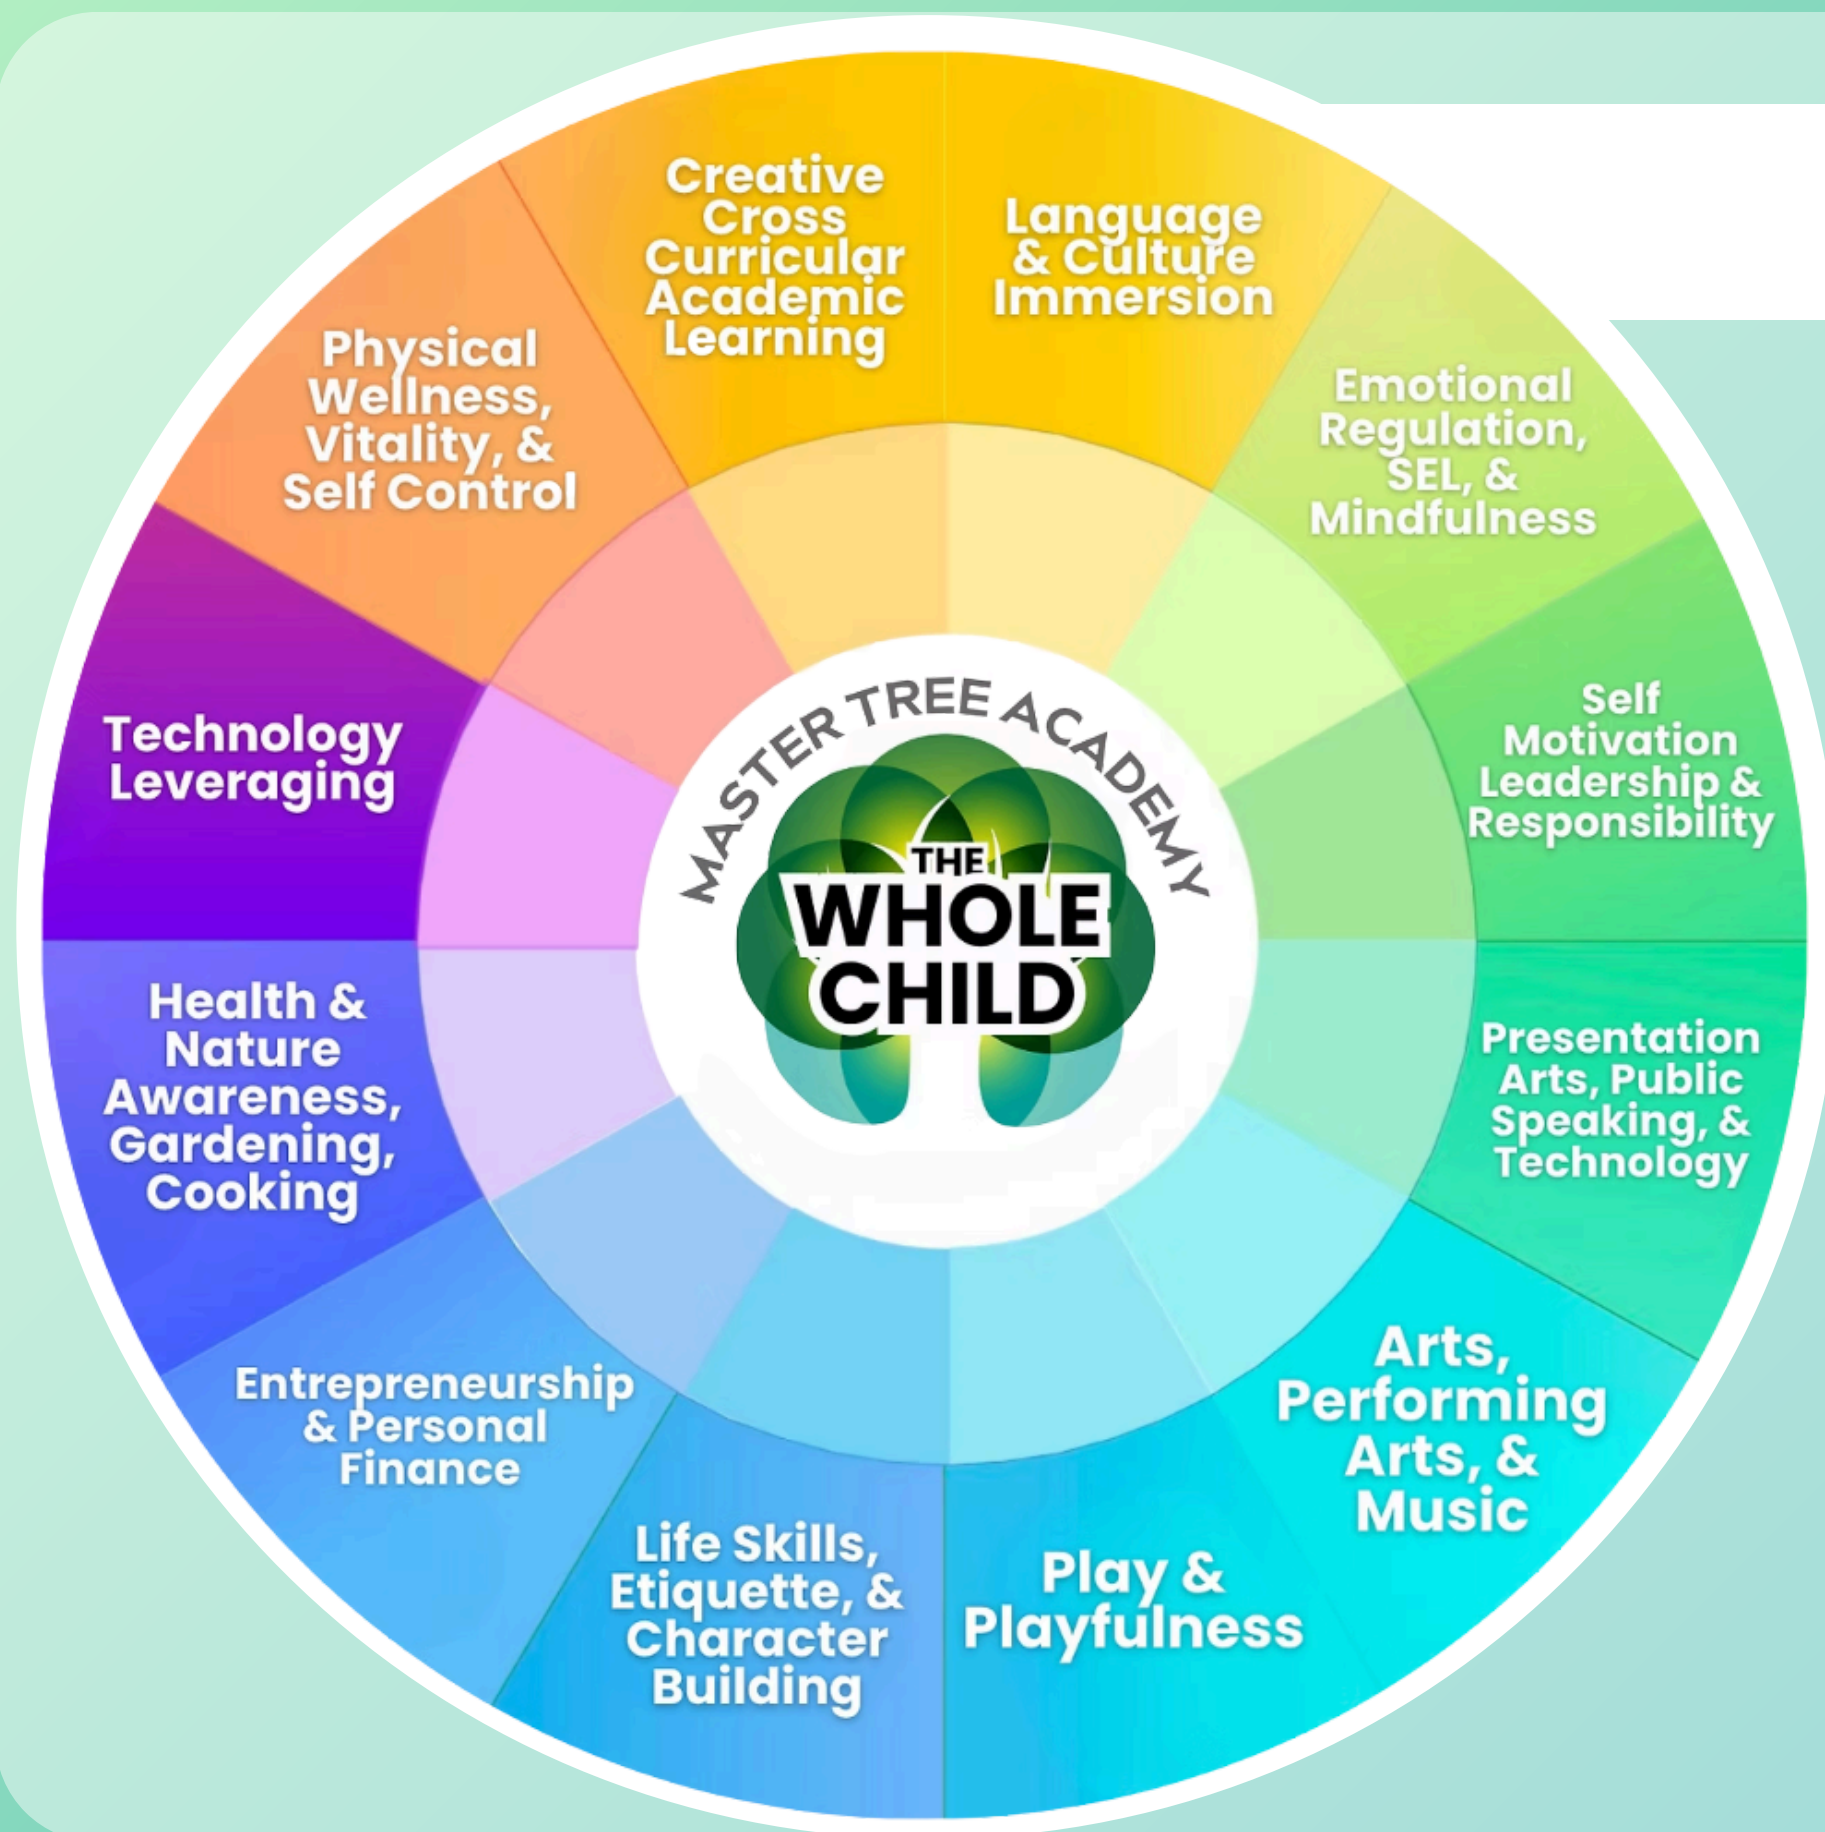 Creative
Cross
Curricular
Academic
Learning
Language
& Culture
Immersion
Emotional
Regulation,
SEL, &
Mindfulness
Self
Motivation
Leadership &
Responsibility
Presentation
Arts, Public
Speaking, &
Technology
Arts,
Performing
Arts, &
Music
Play &
Playfulness
Life Skills,
Etiquette, &
Character
Building
Entrepreneurship
& Personal
Finance
Health &
Nature
Awareness,
Gardening,
Cooking
Technology
Leveraging
Physical
Wellness,
Vitality, &
Self Control
MASTER TREE ACADEMY
THE
WHOLE
CHILD